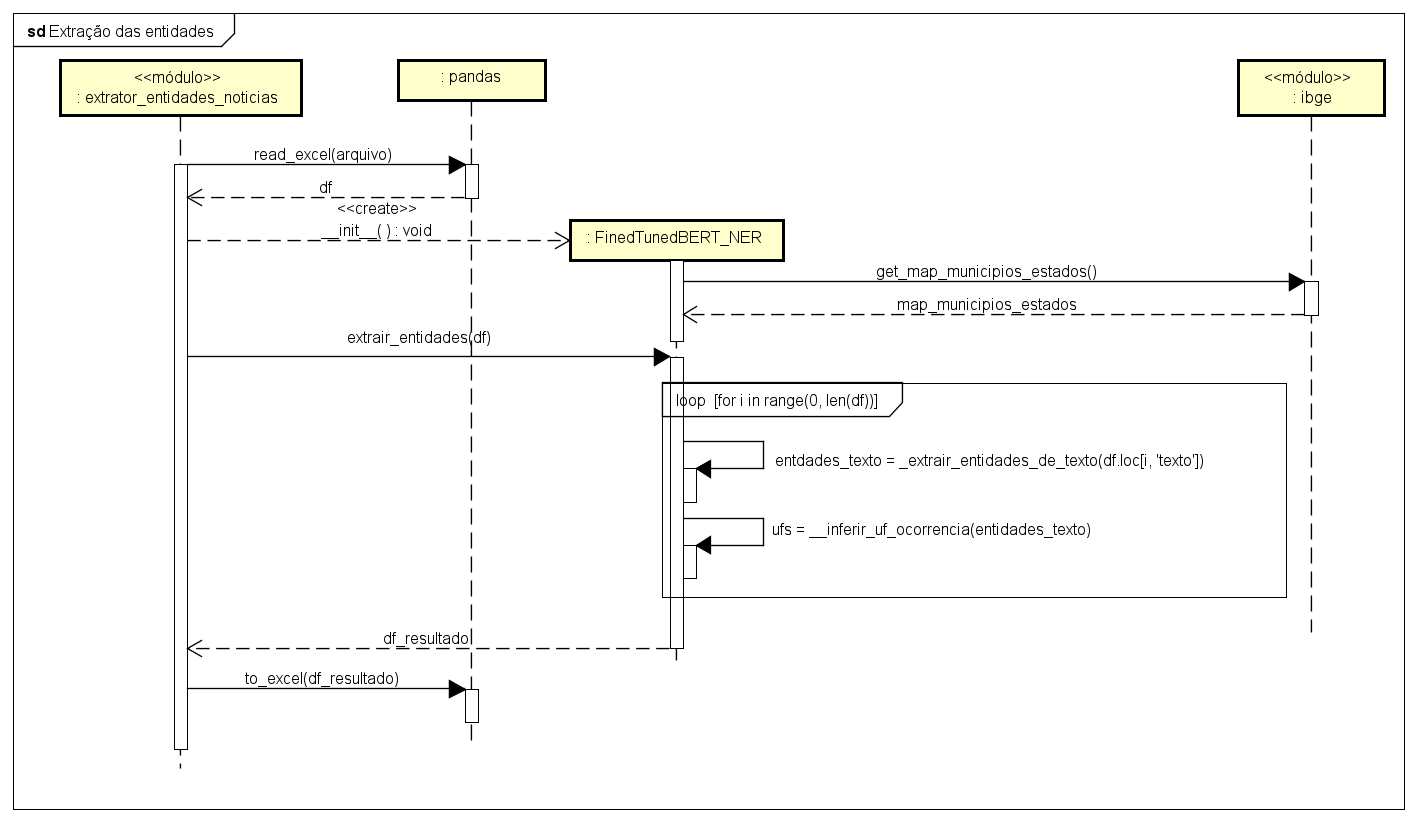 sd Extração das entidades
<<módulo>>
: extrator_entidades_noticias
: pandas
<<módulo>>
: ibge
read_excel(arquivo)
df
<<create>>
__init__( ) : void
: FinedTunedBERT_NER
get_map_municipios_estados()
map_municipios_estados
extrair_entidades(df)
loop [for i in range(0, len(df))]
entdades_texto = _extrair_entidades_de_texto(df.loc[i, 'texto'])
ufs = __inferir_uf_ocorrencia(entidades_texto)
df_resultado
to_excel(df_resultado)